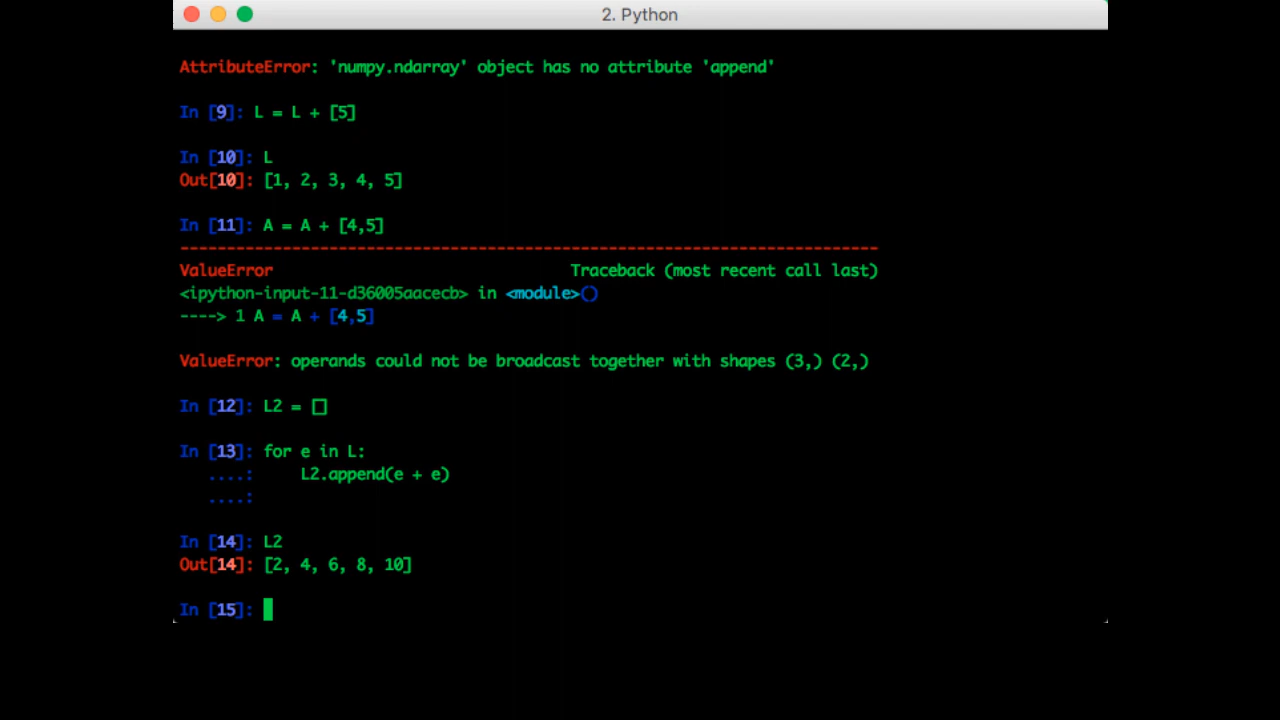 2. Python
AttributeError: 'numpy.ndarray' object has no attribute 'append'
In [9]: L = L + [5]
In [10]: L
Out[10]: [1, 2, 3, 4, 5]
In [11]: A = A + [4,5]
---------------------------------------------------------------------------
ValueError                                Traceback (most recent call last)
<ipython-input-11-d36005aacecb> in <module>()
----> 1 A = A + [4,5]
ValueError: operands could not be broadcast together with shapes (3,) (2,)
In [12]: L2 = []
In [13]: for e in L:
   ....:     L2.append(e + e)
   ....:
In [14]: L2
Out[14]: [2, 4, 6, 8, 10]
In [15]: